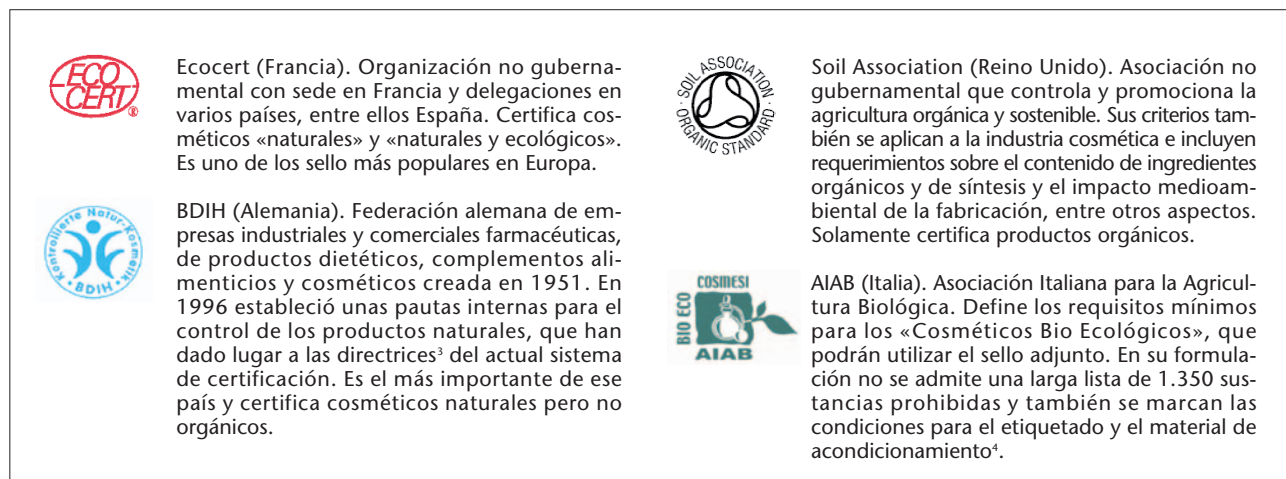 ECO
CERT
®
Ecocert (Francia). Organización no guberna-
mental con sede en Francia y delegaciones en
varios países, entre ellos España. Certifica cos-
méticos «naturales» y «naturales y ecológicos».
Es uno de los sello más populares en Europa.
Kontrollierte Natur-Kosmetik
· BDIH ·
BDIH (Alemania). Federación alemana de em-
presas industriales y comerciales farmacéuticas,
de productos dietéticos, complementos ali-
menticios y cosméticos creada en 1951. En
1996 estableció unas pautas internas para el
control de los productos naturales, que han
dado lugar a las directrices³ del actual sistema
de certificación. Es el más importante de ese
país y certifica cosméticos naturales pero no
orgánicos.
· SOIL ASSOCIATION ·
ORGANIC STANDARD
Soil Association (Reino Unido). Asociación no
gubernamental que controla y promociona la
agricultura orgánica y sostenible. Sus criterios tam-
bién se aplican a la industria cosmética e incluyen
requerimientos sobre el contenido de ingredientes
orgánicos y de síntesis y el impacto medioam-
biental de la fabricación, entre otros aspectos.
Solamente certifica productos orgánicos.
COSMESI
BIO ECO
AIAB
AIAB (Italia). Asociación Italiana para la Agricul-
tura Biológica. Define los requisitos mínimos
para los «Cosméticos Bio Ecológicos», que
podrán utilizar el sello adjunto. En su formula-
ción no se admite una larga lista de 1.350 sus-
tancias prohibidas y también se marcan las
condiciones para el etiquetado y el material de
acondicionamiento⁴.